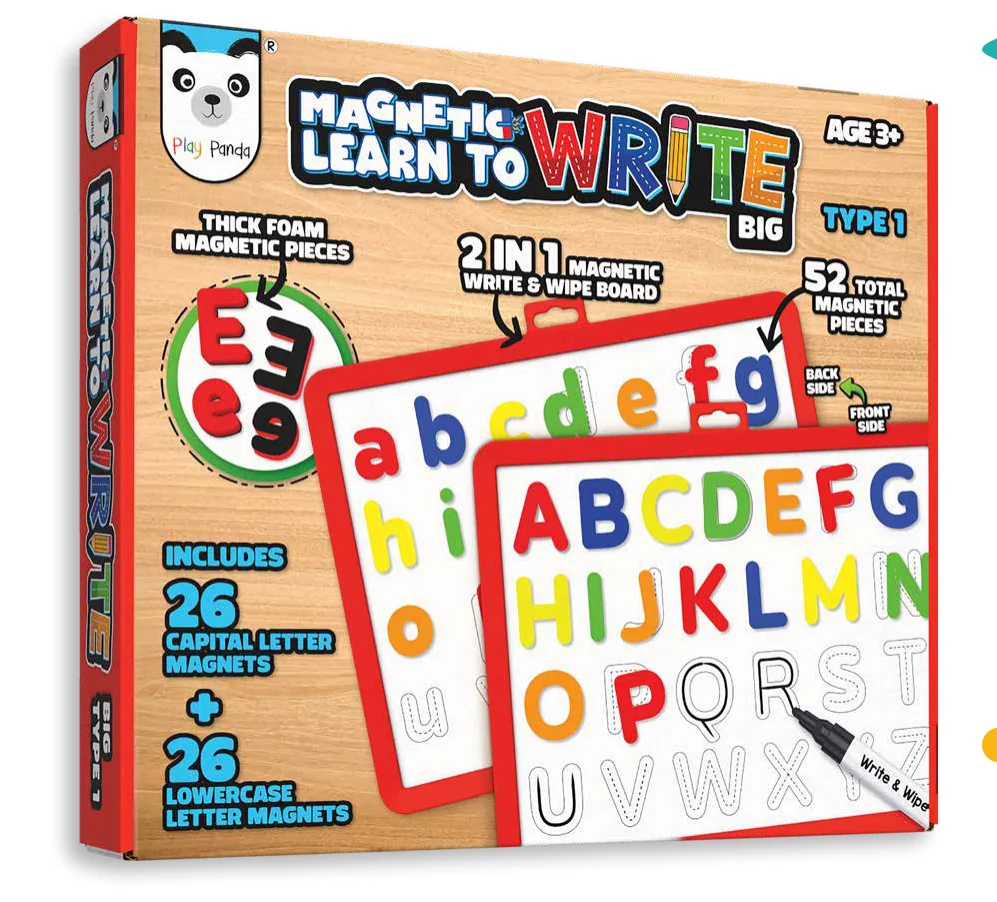 Play Panda
®
MAGNETIC
LEARN TO
WRITE
BIG
AGE 3+
TYPE 1
THICK FOAM
MAGNETIC PIECES
2 IN 1 MAGNETIC
WRITE & WIPE BOARD
52 TOTAL
MAGNETIC
PIECES
BACK
SIDE
FRONT
SIDE
E
e
a b c d e f g
h i
o
u
A B C D E F G
H I J K L M N
O P Q R S T
U V W X Y Z
Write & Wipe
INCLUDES
26
CAPITAL LETTER
MAGNETS
+
26
LOWERCASE
LETTER MAGNETS
MAGNETIC
LEARN TO
WRITE
BIG
TYPE 1